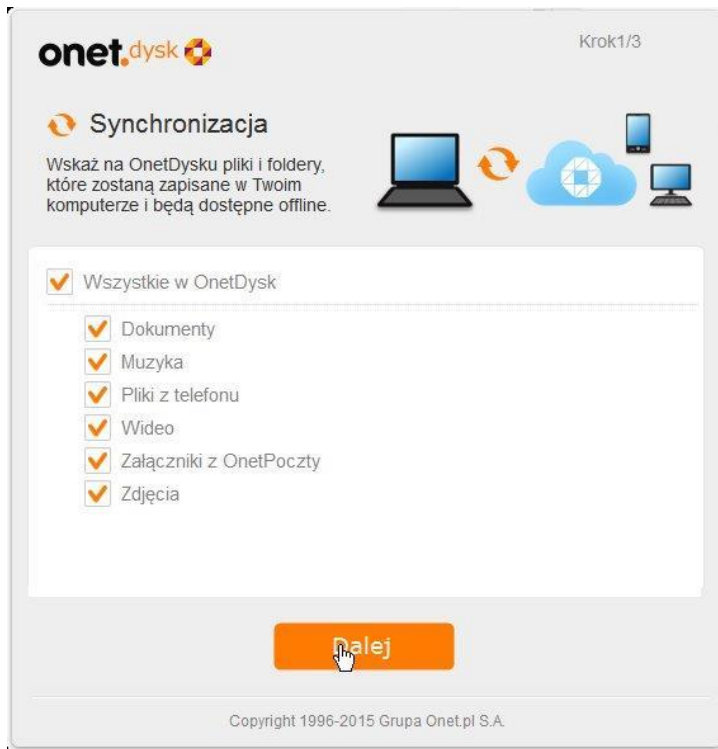 onet.dysk
Krok1/3
Synchronizacja
Wskaż na OnetDysku pliki i foldery,
które zostaną zapisane w Twoim
komputerze i będą dostępne offline.
Wszystkie w OnetDysk
Dokumenty
Muzyka
Pliki z telefonu
Wideo
Załączniki z OnetPoczty
Zdjęcia
Dalej
Copyright 1996-2015 Grupa Onet.pl S.A.